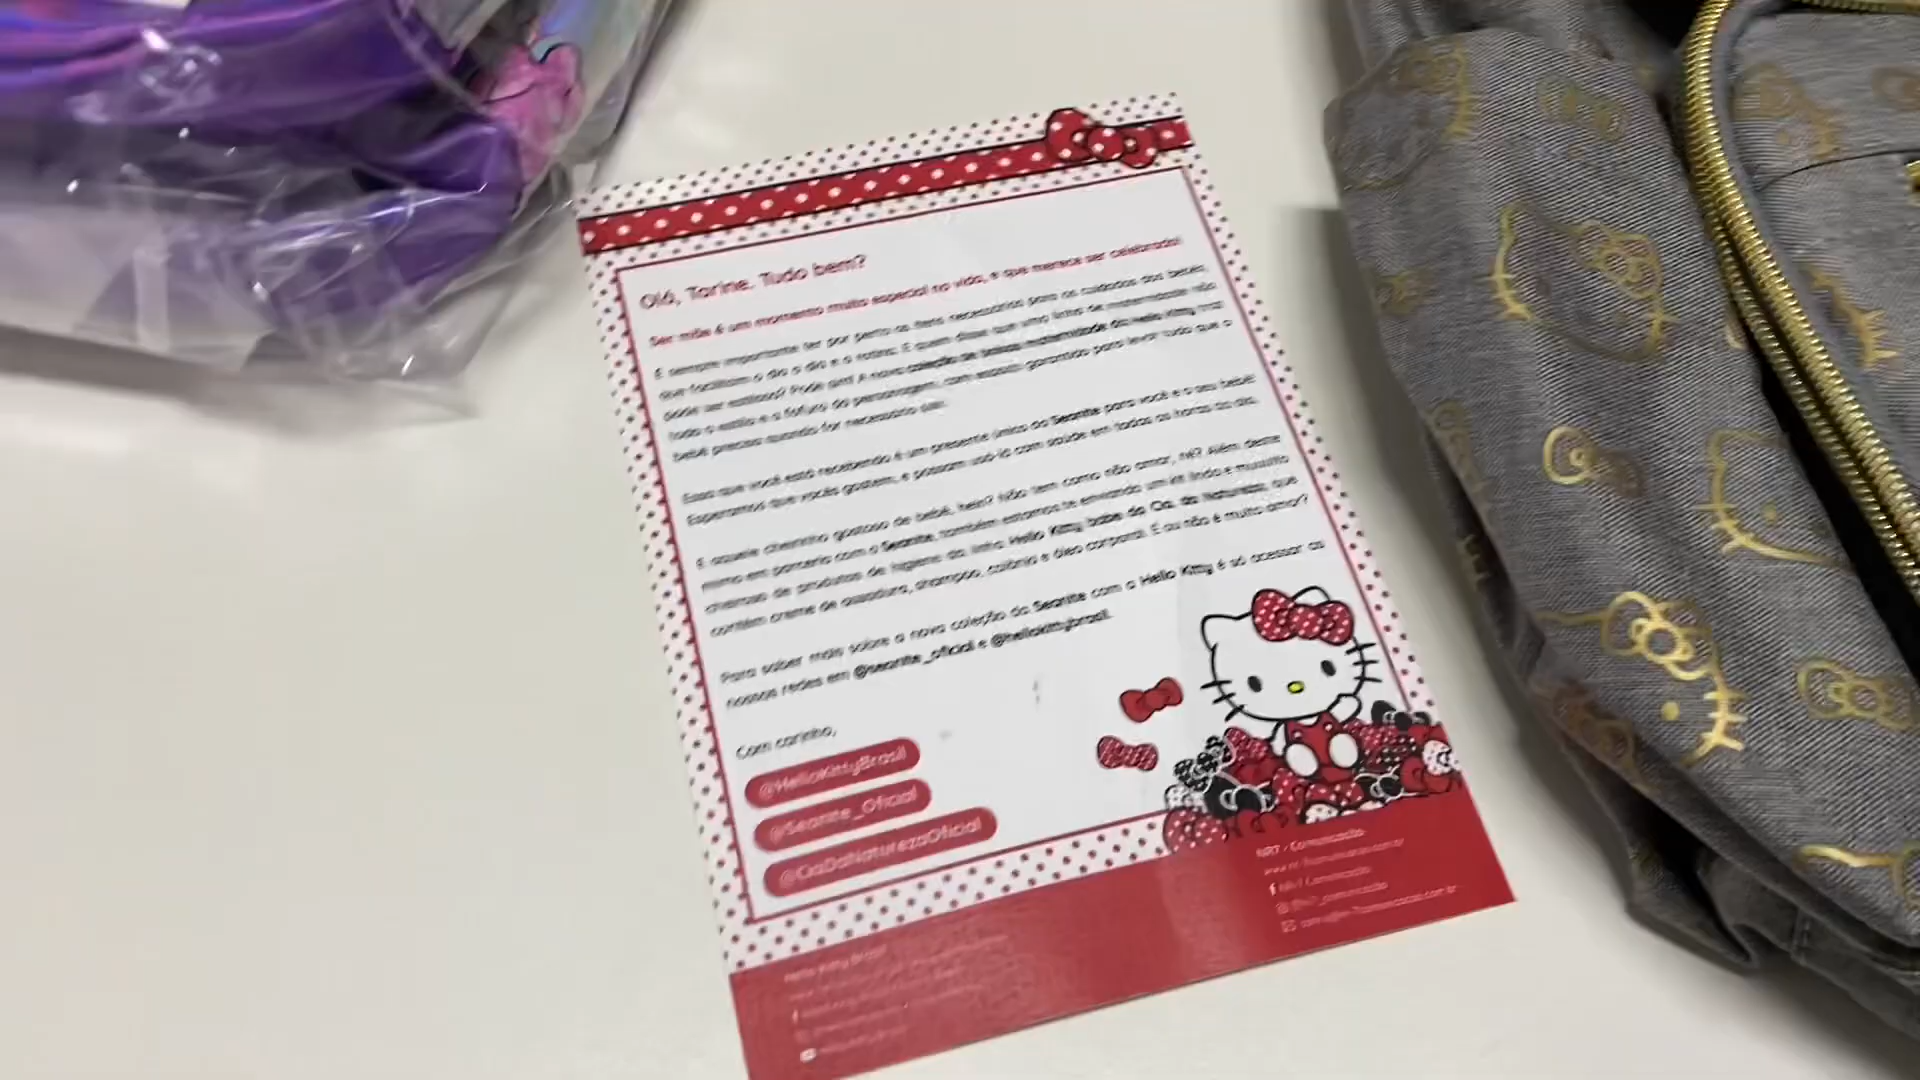 Olá, Tarine. Tudo bem?
Ser mãe é um momento muito especial na vida, e que merece ser celebrado!
É sempre importante ter por perto os itens necessários para os cuidados dos bebês,
que facilitam o dia a dia e a rotina. E quem disse que uma linha de maternidade não
pode ser estilosa? Pode sim! A nova coleção de bolsas maternidade da Hello Kitty traz
todo o estilo e a fofura da personagem, com espaço garantido para levar tudo que o
bebê precisa quando for necessário sair.
Essa que você está recebendo é um presente único da Seanite para você e o seu bebê!
Esperamos que vocês gostem, e possam usá-la com saúde em todas as horas do dia.
E aquele cheirinho gostoso de bebê, hein? Não tem como não amar, né? Além deste
mimo em parceria com a Seanite, também estamos te enviando um kit lindo e muuuito
cheiroso de produtos de higiene da linha Hello Kitty baby da Cia. da Natureza, que
contém creme de assadura, shampoo, colônia e óleo corporal. É ou não é muito amor?
Para saber mais sobre a nova coleção da Seanite com a Hello Kitty é só acessar as
nossas redes em @seanite_oficial e @hellokittybrasil.
Com carinho,
@HelloKittyBrasil
@Seanite_Oficial
@CiaDaNaturezaOficial
Hello Kitty Brasil